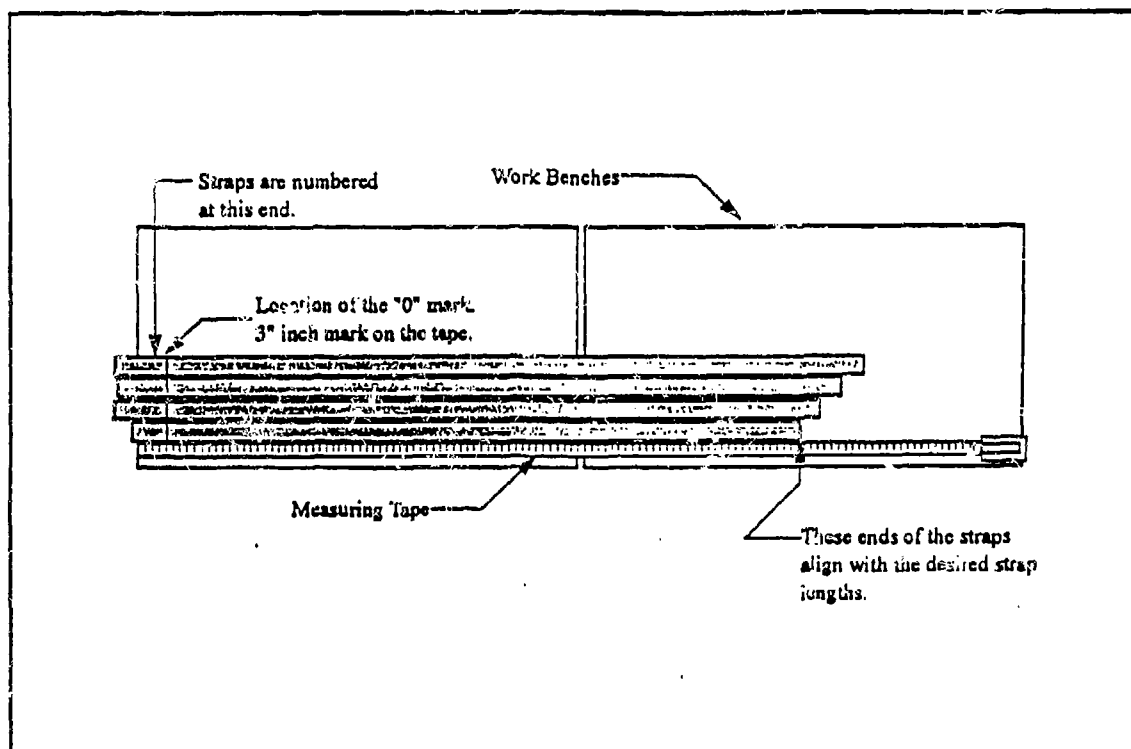 Straps are numbered
at this end.
Work Benches
Location of the "0" mark.
3" inch mark on the tape.
Measuring Tape
These ends of the straps
align with the desired strap
lengths.